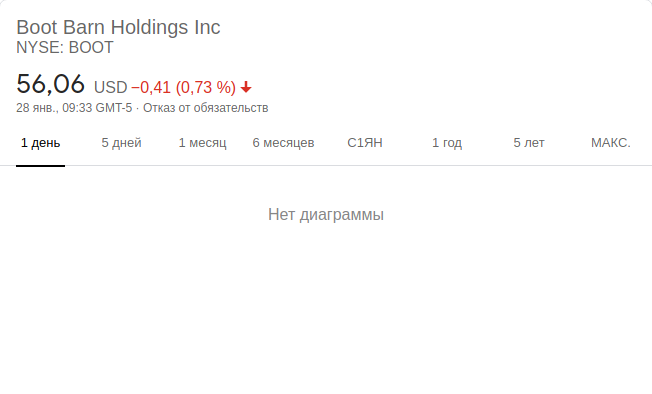 Boot Barn Holdings Inc
NYSE: BOOT
56,06 USD −0,41 (0,73 %)
28 янв., 09:33 GMT-5 · Отказ от обязательств
1 день 5 дней 1 месяц 6 месяцев С1ЯН 1 год 5 лет МАКС.
Нет диаграммы